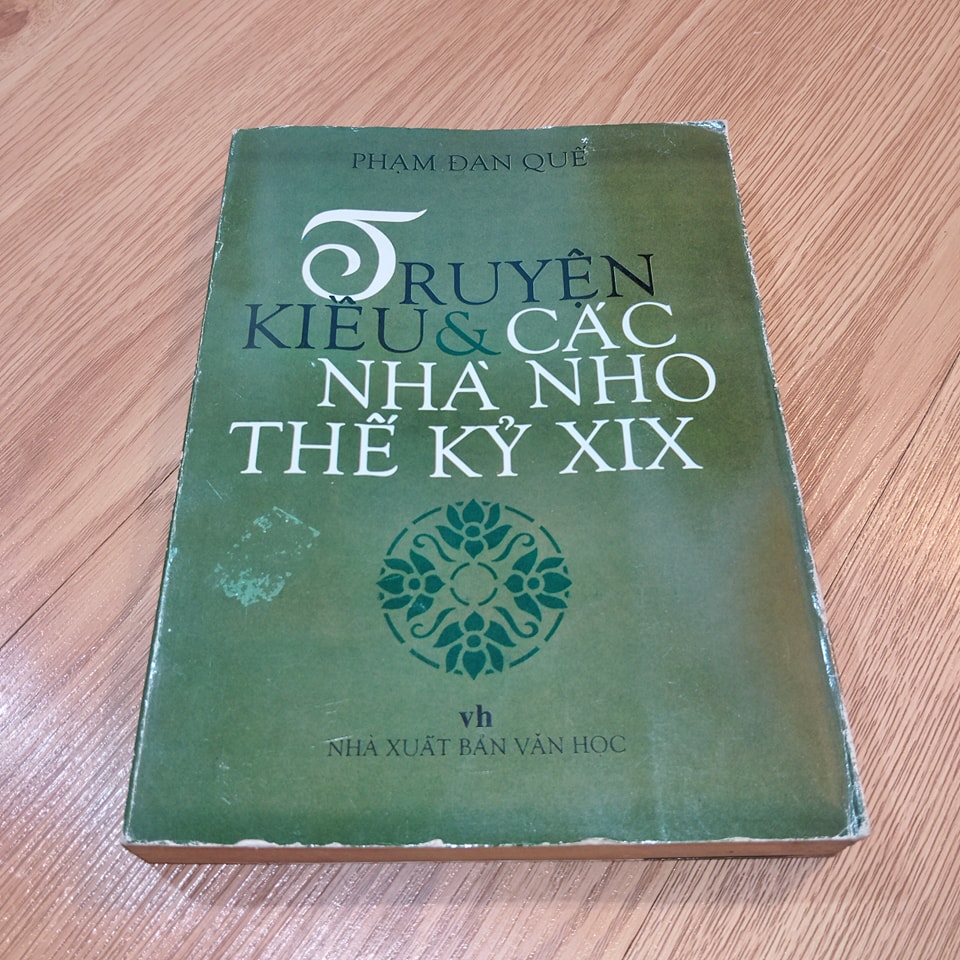 PHẠM ĐAN QUẾ
TRUYỆN
KIỀU & CÁC
NHÀ NHO
THẾ KỶ XIX
vh
NHÀ XUẤT BẢN VĂN HỌC